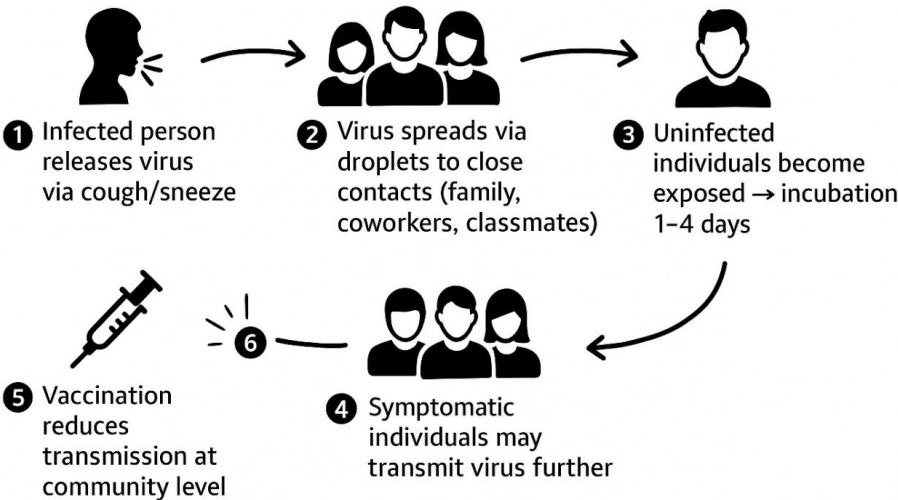 1 Infected person
releases virus
via cough/sneeze
2 Virus spreads via
droplets to close
contacts (family,
coworkers, classmates)
3 Uninfected
individuals become
exposed → incubation
1–4 days
4 Symptomatic
individuals may
transmit virus further
5 Vaccination
reduces
transmission at
community level
6